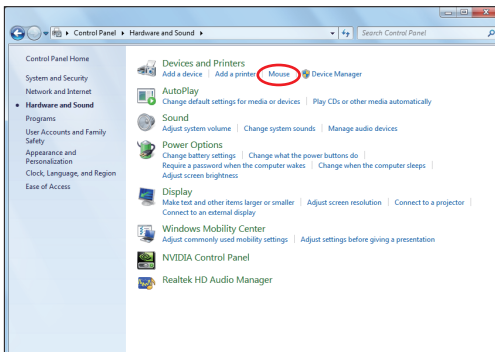 Control Panel ▸ Hardware and Sound ▸
Search Control Panel
Control Panel Home
System and Security
Network and Internet
Hardware and Sound
Programs
User Accounts and Family
Safety
Appearance and
Personalization
Clock, Language, and Region
Ease of Access
Devices and Printers
Add a device | Add a printer | Mouse | Device Manager
AutoPlay
Change default settings for media or devices | Play CDs or other media automatically
Sound
Adjust system volume | Change system sounds | Manage audio devices
Power Options
Change battery settings | Change what the power buttons do |
Require a password when the computer wakes | Change when the computer sleeps |
Adjust screen brightness
Display
Make text and other items larger or smaller | Adjust screen resolution | Connect to a projector |
Connect to an external display
Windows Mobility Center
Adjust commonly used mobility settings | Adjust settings before giving a presentation
NVIDIA Control Panel
Realtek HD Audio Manager